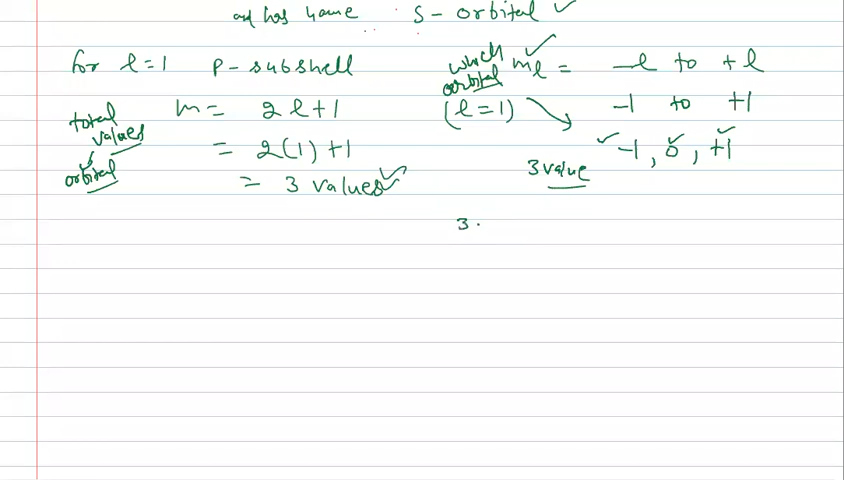 and has name S - orbital ✓
for l=1 P - subshell
which orbital ml = -l to +l
total values orbital
m = 2l+1
(l=1) -1 to +1
= 2(1)+1
-1, 0, +1
= 3 values
3 value
3.